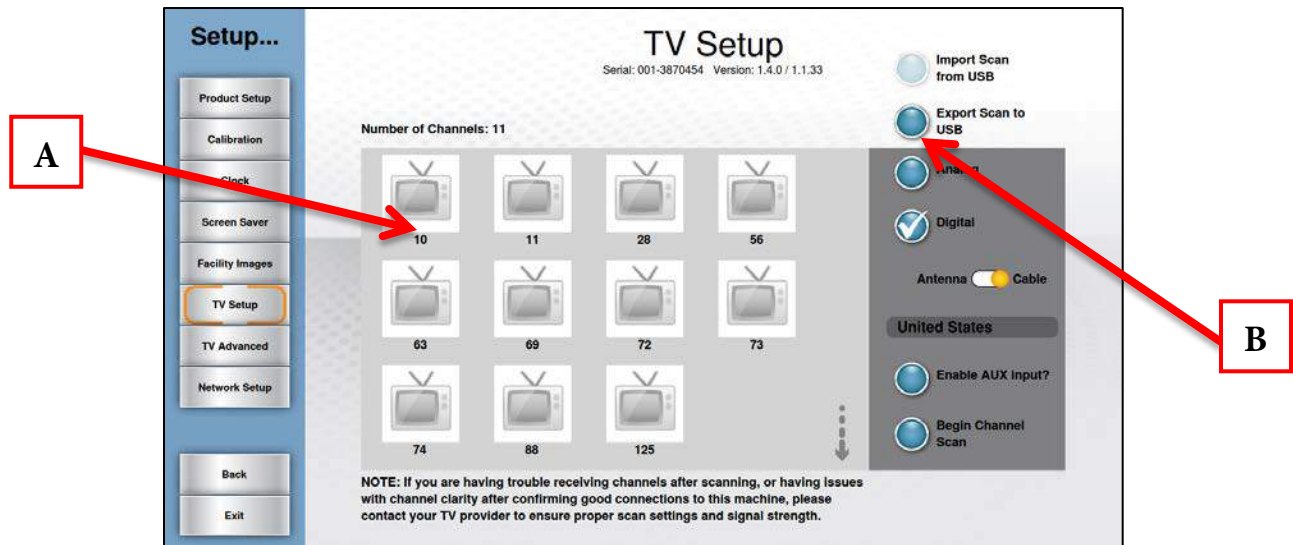 Setup...
Product Setup
Calibration
Clock
Screen Saver
Facility Images
TV Setup
TV Advanced
Network Setup
Back
Exit
A
TV Setup
Serial: 001-3870454 Version: 1.4.0 / 1.1.33
Number of Channels: 11
10 11 28 56
63 69 72 73
74 88 125
NOTE: If you are having trouble receiving channels after scanning, or having issues
with channel clarity after confirming good connections to this machine, please
contact your TV provider to ensure proper scan settings and signal strength.
Import Scan
from USB
Export Scan to
USB
Analog
Digital
Antenna Cable
United States
Enable AUX input?
Begin Channel
Scan
B